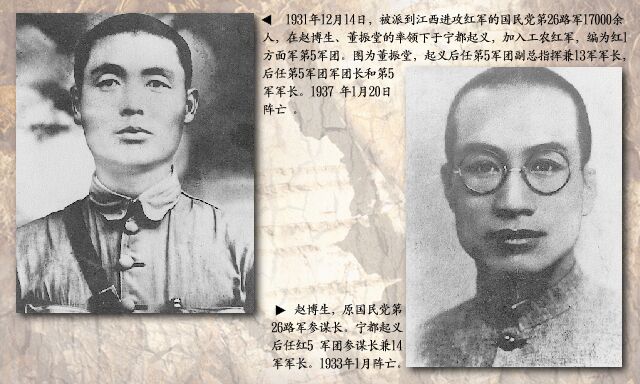 ◀ 1931年12月14日，被派到江西进攻红军的国民党第26路军17000余
人，在赵博生、董振堂的率领下于宁都起义，加入工农红军，编为红1
方面军第5军团。图为董振堂，起义后任第5军团副总指挥兼13军军长，
后任第5军团军团长和第5
军军长。1937 年1月20日
阵亡 。
▶ 赵博生，原国民党第
26路军参谋长。宁都起义
后任红5 军团参谋长兼14
军军长。1933年1月阵亡。